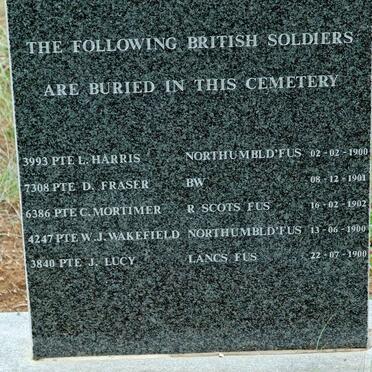 THE FOLLOWING BRITISH SOLDIERS
ARE BURIED IN THIS CEMETERY
3993 PTE L. HARRIS NORTHUMBLD'FUS 02-02-1900
7308 PTE D. FRASER BW 08-12-1901
6386 PTE C. MORTIMER R SCOTS FUS 16-02-1902
4247 PTE W. J. WAKEFIELD NORTHUMBLD'FUS 13-06-1900
3840 PTE J. LUCY LANCS FUS 22-07-1900